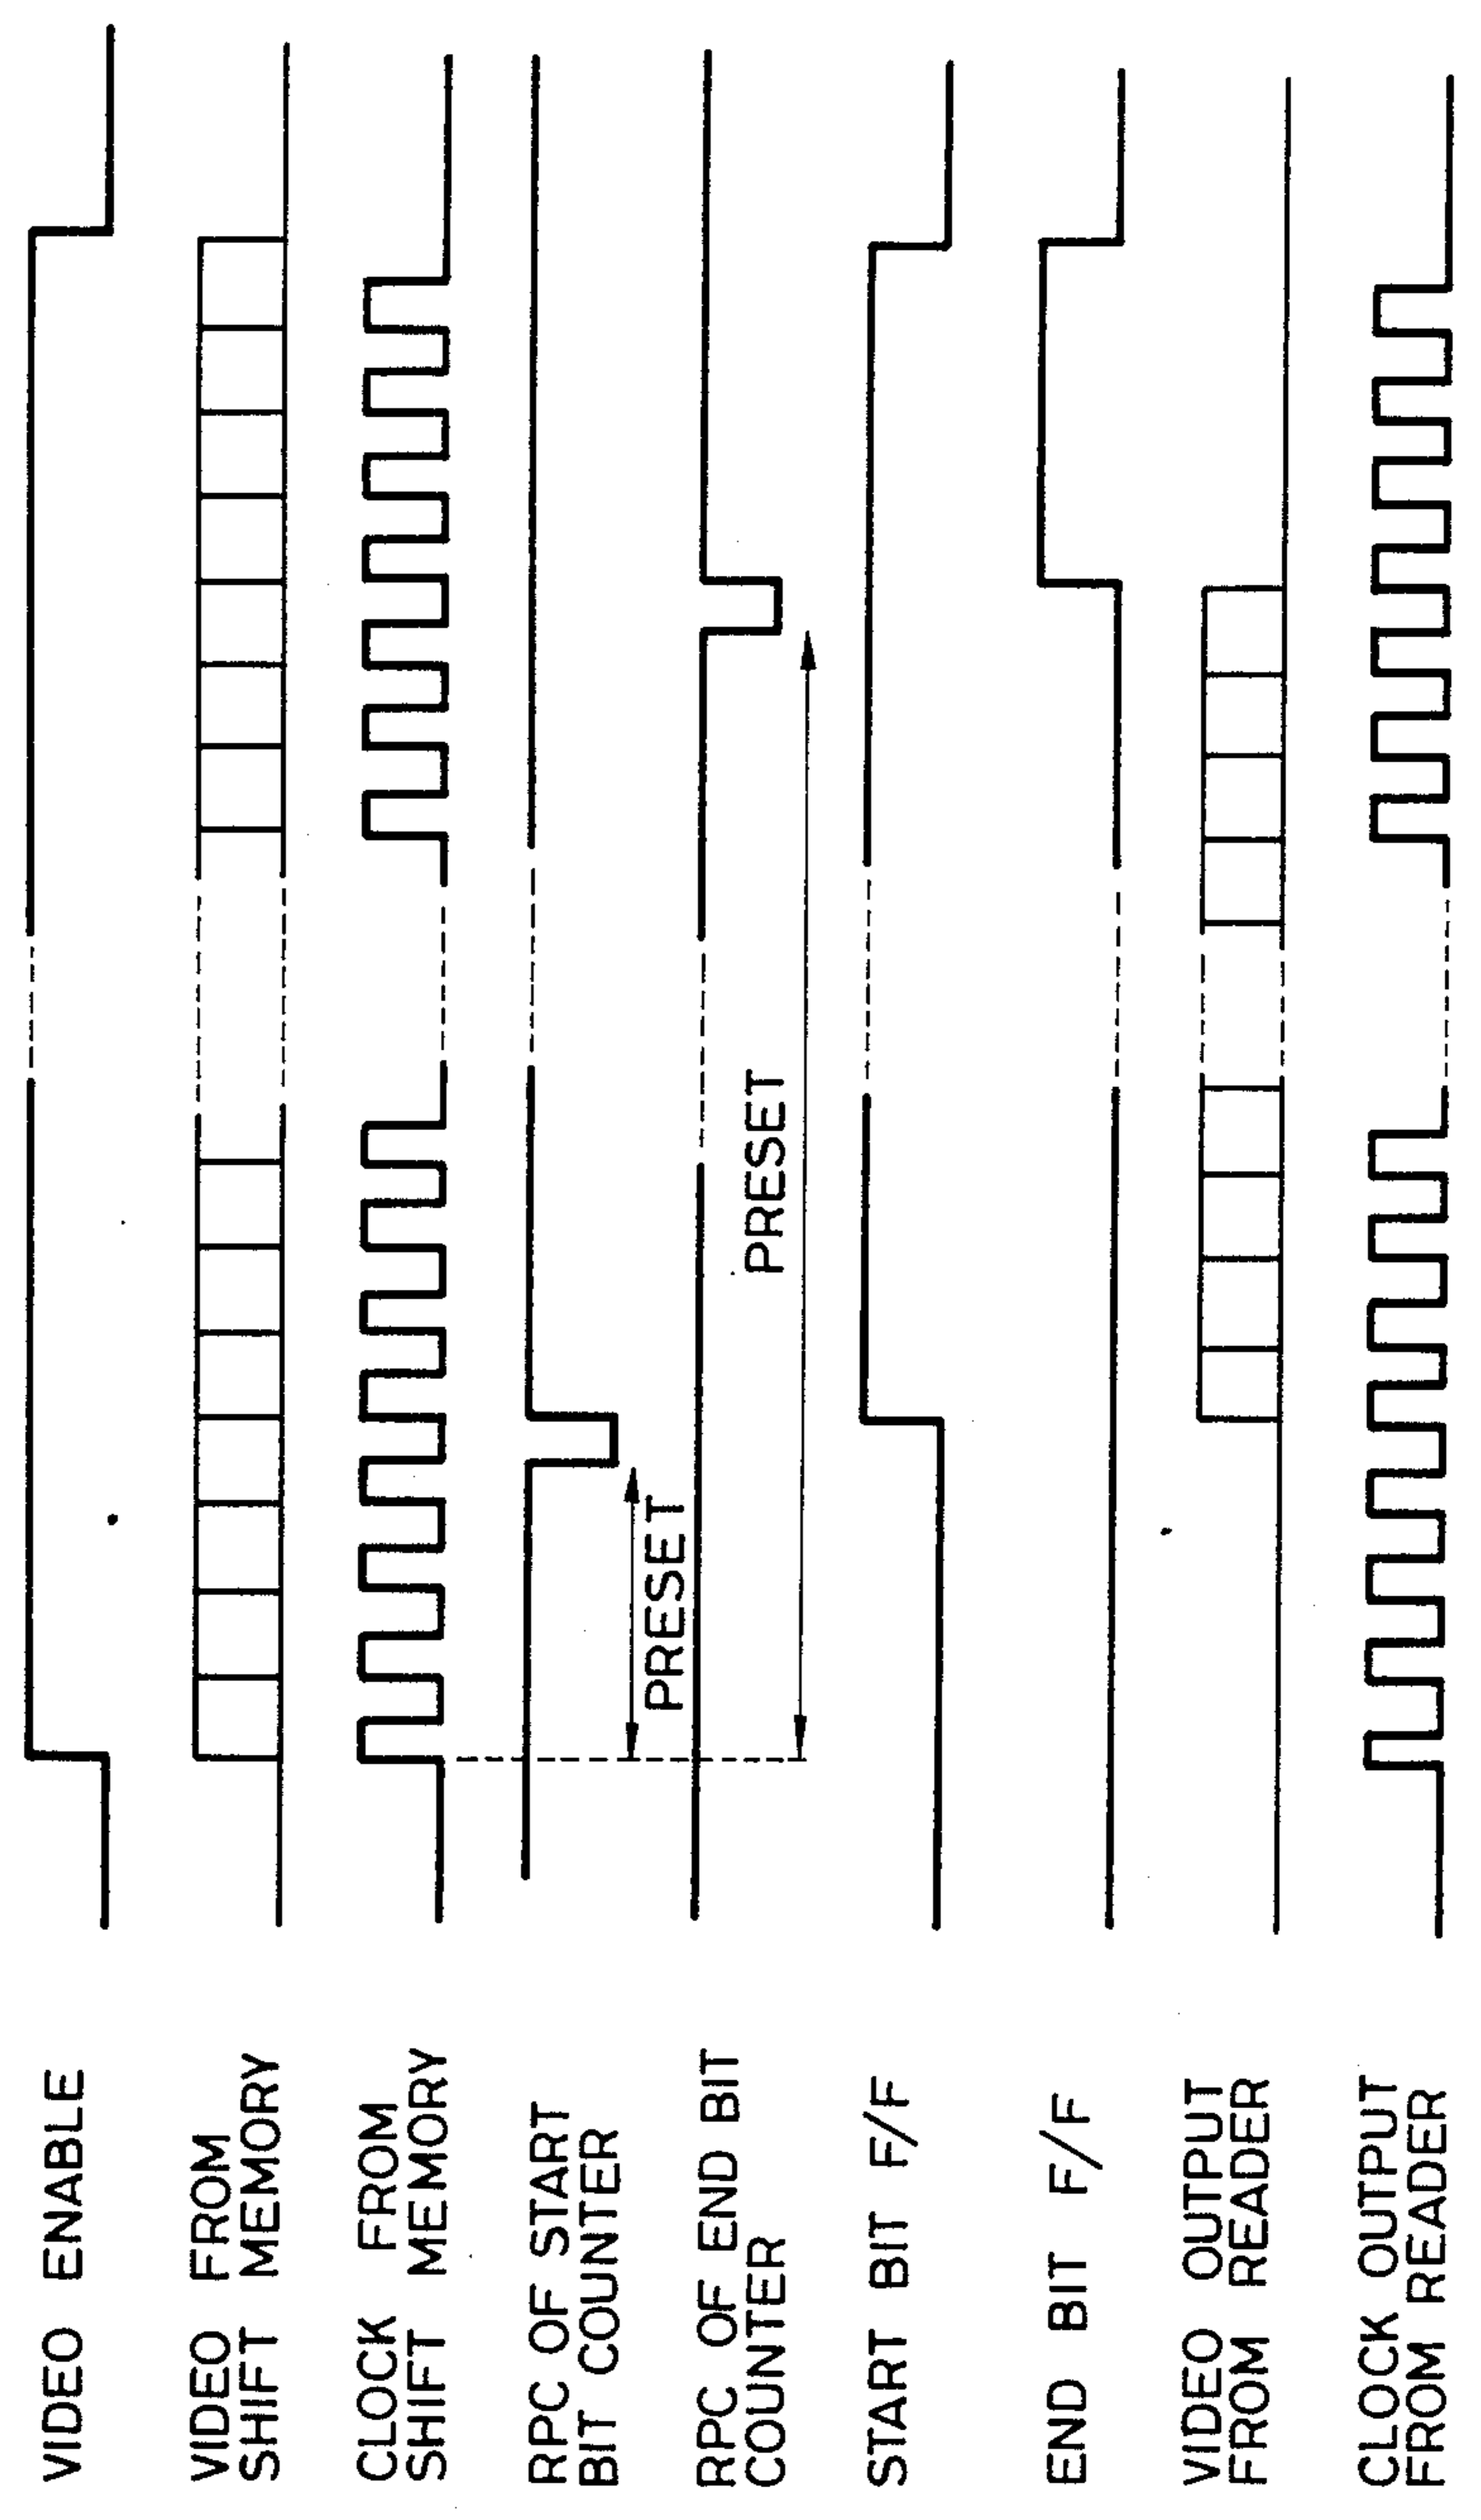 VIDEO ENABLE
VIDEO FROM
SHIFT MEMORY
CLOCK FROM
SHIFT MEMORY
RPC OF START
BIT COUNTER
PRESET
RPC OF END BIT
COUNTER
PRESET
START BIT F/F
END BIT F/F
VIDEO OUTPUT
FROM READER
CLOCK OUTPUT
FROM READER